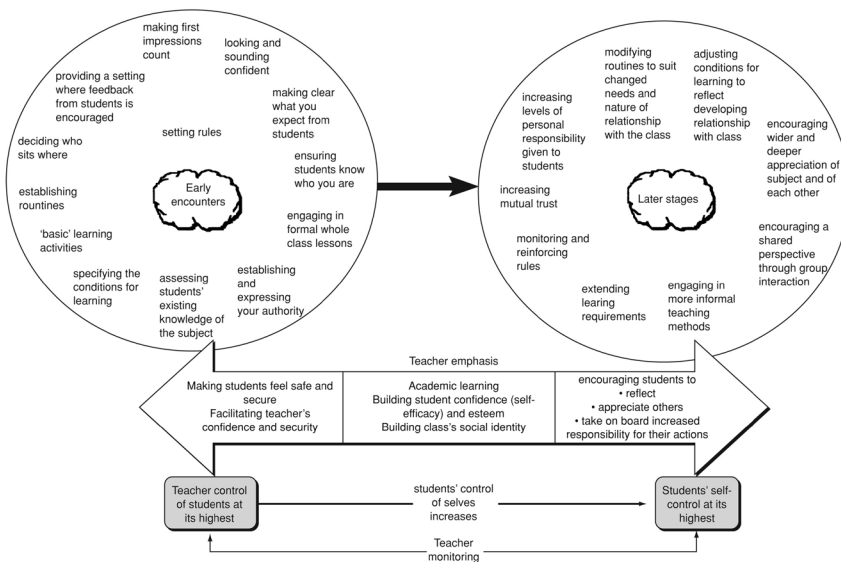 making first
impressions
count
looking and
sounding
confident
providing a setting
where feedback
from students is
encouraged
making clear
what you
expect from
students
deciding who
sits where
setting rules
ensuring
students know
who you are
establishing
rountines
Early
encounters
engaging in
formal whole
class lessons
'basic' learning
activities
specifying the
conditions for
learning
assessing
students'
existing
knowledge of
the subject
establishing
and
expressing
your authority
modifying
routines to suit
changed
needs and
nature of
relationship
with the class
adjusting
conditions for
learning to
reflect
developing
relationship
with class
increasing
levels of
personal
responsibility
given to
students
encouraging
wider and
deeper
appreciation of
subject and of
each other
increasing
mutual trust
Later stages
monitoring and
reinforcing
rules
encouraging a
shared
perspective
through group
interaction
extending
learing
requirements
engaging in
more informal
teaching
methods
Teacher emphasis
Making students feel safe and
secure
Facilitating teacher's
confidence and security
Academic learning
Building student confidence (self-
efficacy) and esteem
Building class's social identity
encouraging students to
• reflect
• appreciate others
• take on board increased
responsibility for their actions
Teacher control
of students at
its highest
students' control
of selves
increases
Students' self-
control at its
highest
Teacher
monitoring